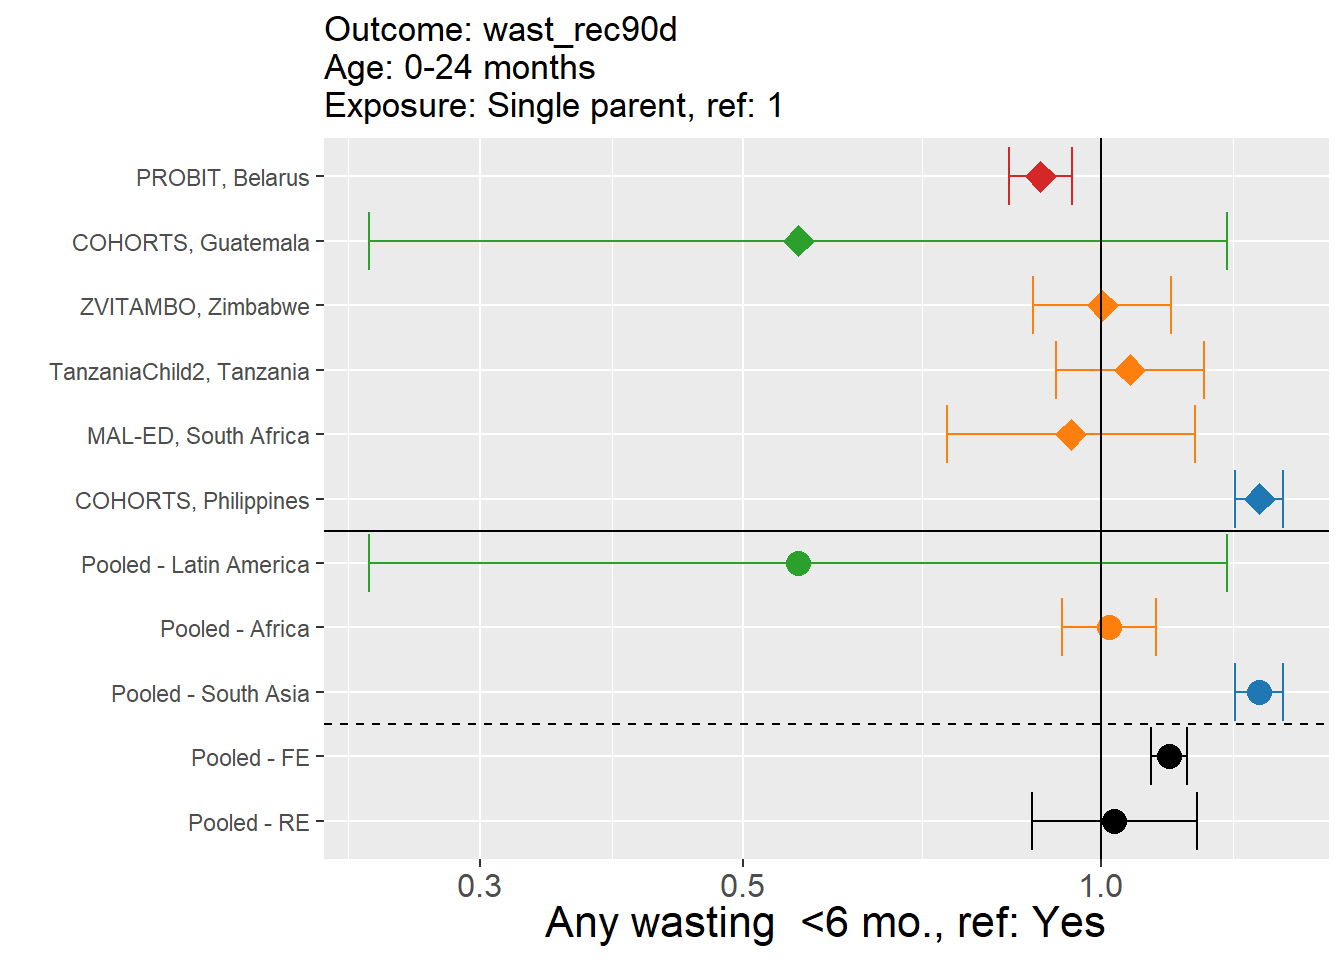 Outcome: wast_rec90d
Age: 0-24 months
Exposure: Single parent, ref: 1
PROBIT, Belarus
COHORTS, Guatemala
ZVITAMBO, Zimbabwe
TanzaniaChild2, Tanzania
MAL-ED, South Africa
COHORTS, Philippines
Pooled - Latin America
Pooled - Africa
Pooled - South Asia
Pooled - FE
Pooled - RE
0.3 0.5 1.0
Any wasting  <6 mo., ref: Yes